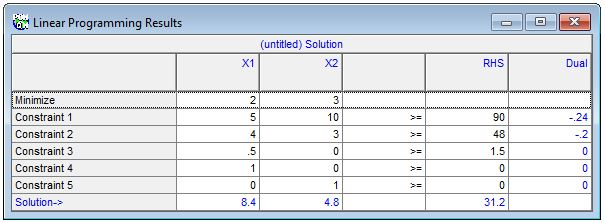 Linear Programming Results
(untitled) Solution
X1 X2 RHS Dual
Minimize 2 3
Constraint 1 5 10 >= 90 -.24
Constraint 2 4 3 >= 48 -.2
Constraint 3 .5 0 >= 1.5 0
Constraint 4 1 0 >= 0 0
Constraint 5 0 1 >= 0 0
Solution-> 8.4 4.8 31.2